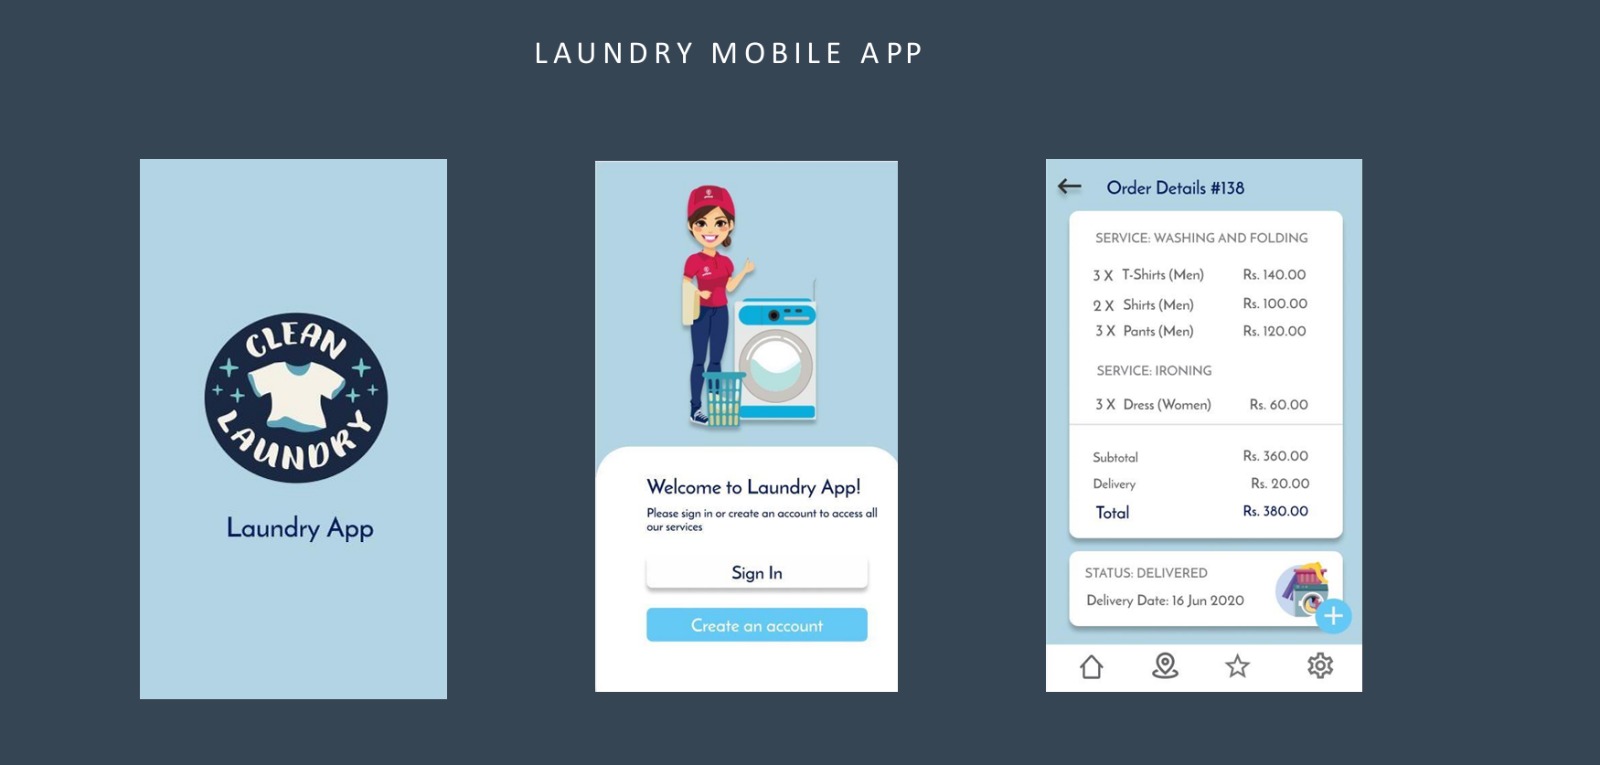 LAUNDRY MOBILE APP
CLEAN
LAUNDRY
Laundry App
Welcome to Laundry App!
Please sign in or create an account to access all
our services
Sign In
Create an account
Order Details #138
SERVICE: WASHING AND FOLDING
3 X T-Shirts (Men) Rs. 140.00
2 X Shirts (Men) Rs. 100.00
3 X Pants (Men) Rs. 120.00
SERVICE: IRONING
3 X Dress (Women) Rs. 60.00
Subtotal Rs. 360.00
Delivery Rs. 20.00
Total Rs. 380.00
STATUS: DELIVERED
Delivery Date: 16 Jun 2020